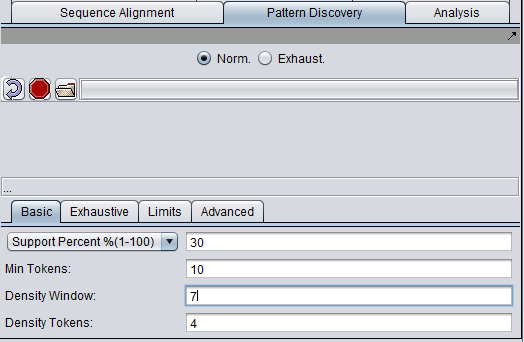 Sequence Alignment Pattern Discovery Analysis
Norm. Exhaust.
...
Basic Exhaustive Limits Advanced
Support Percent %(1-100) 30
Min Tokens: 10
Density Window: 7
Density Tokens: 4